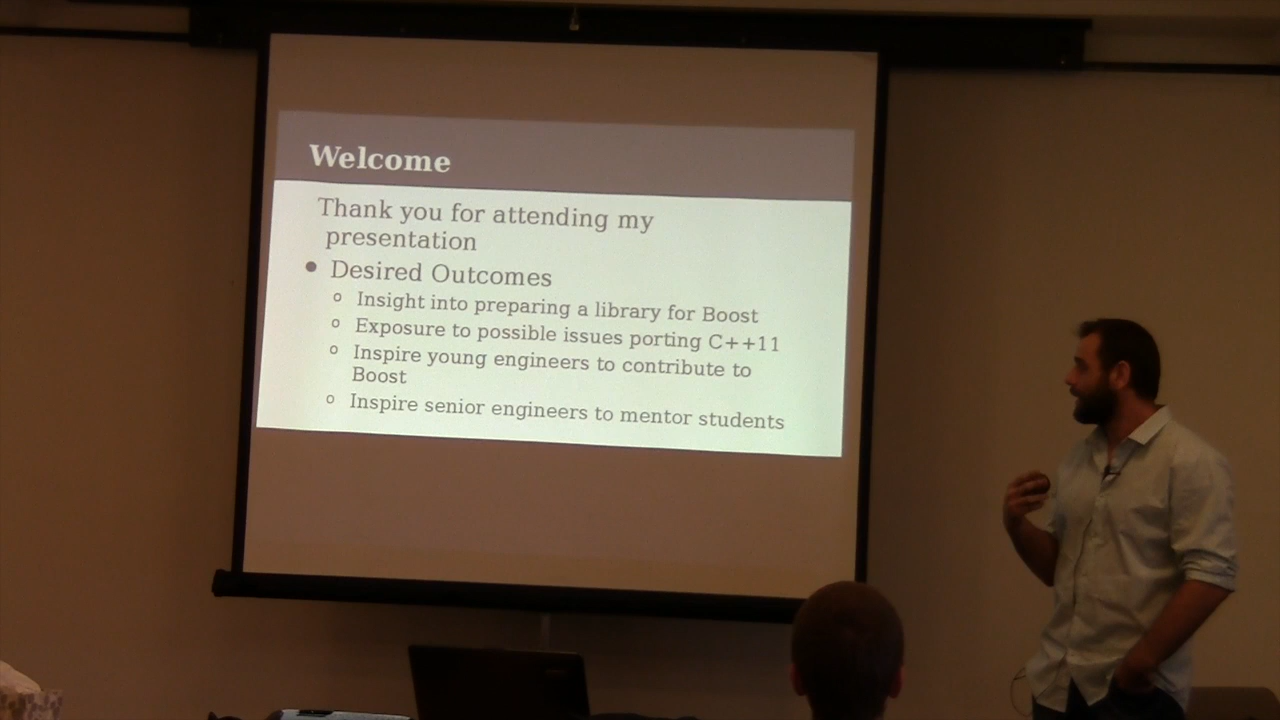 Welcome
Thank you for attending my
presentation
● Desired Outcomes
o Insight into preparing a library for Boost
o Exposure to possible issues porting C++11
o Inspire young engineers to contribute to
Boost
o Inspire senior engineers to mentor students